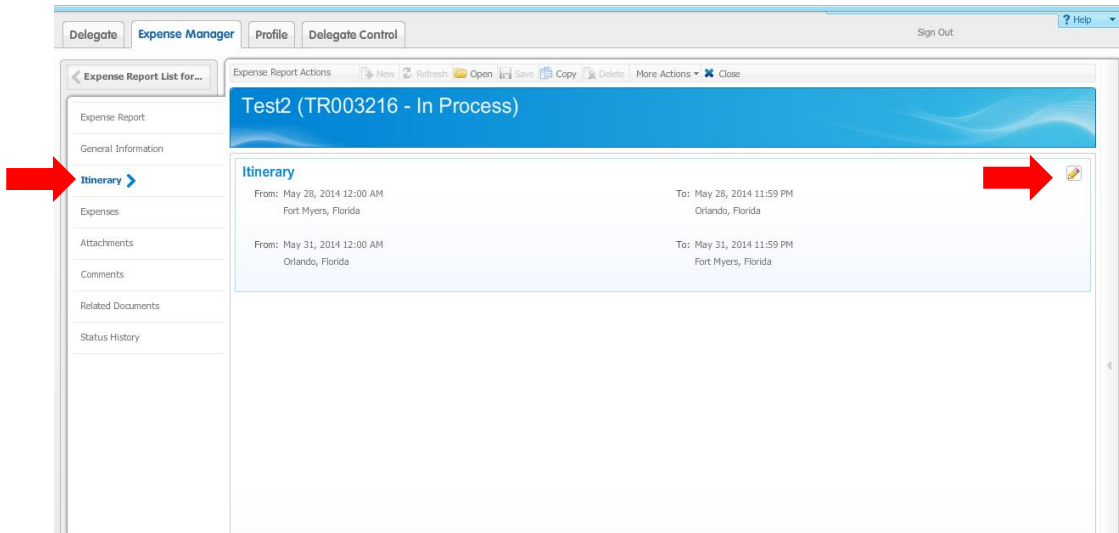 ? Help
Sign Out
Delegate Expense Manager Profile Delegate Control
Expense Report List for...
Expense Report Actions New Refresh Open Save Copy Delete More Actions Close
Test2 (TR003216 - In Process)
Expense Report
General Information
Itinerary
Expenses
Attachments
Comments
Related Documents
Status History
Itinerary
From: May 28, 2014 12:00 AM To: May 28, 2014 11:59 PM
Fort Myers, Florida Orlando, Florida
From: May 31, 2014 12:00 AM To: May 31, 2014 11:59 PM
Orlando, Florida Fort Myers, Florida